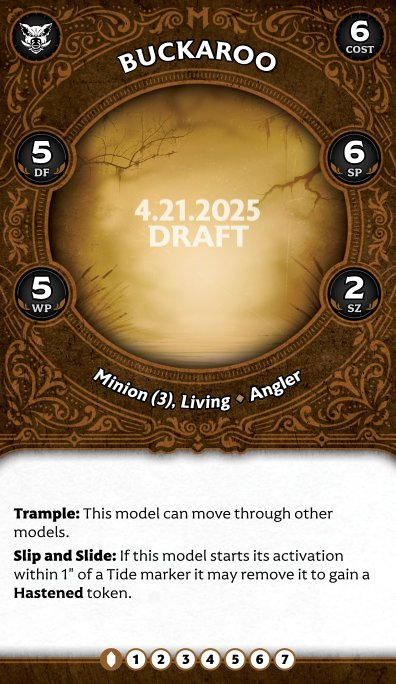 BUCKAROO
6
COST
5
DF
6
SP
4.21.2025
DRAFT
5
WP
2
SZ
Minion (3), Living ◆ Angler
Trample: This model can move through other
models.
Slip and Slide: If this model starts its activation
within 1" of a Tide marker it may remove it to gain a
Hastened token.
1 2 3 4 5 6 7